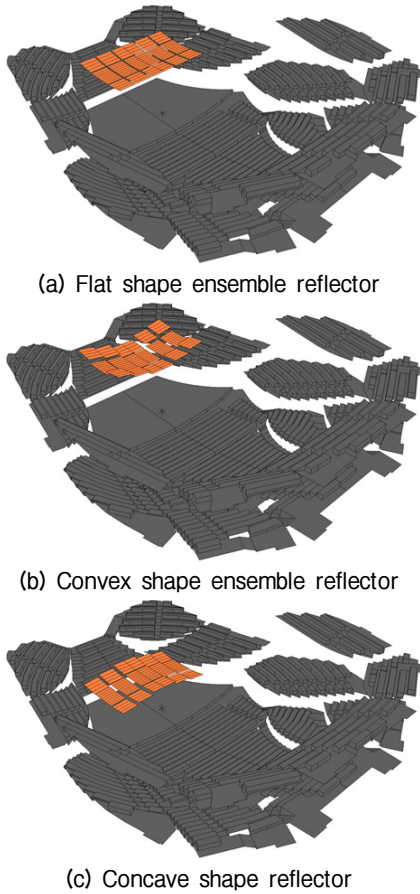 (a) Flat shape ensemble reflector
(b) Convex shape ensemble reflector
(c) Concave shape reflector